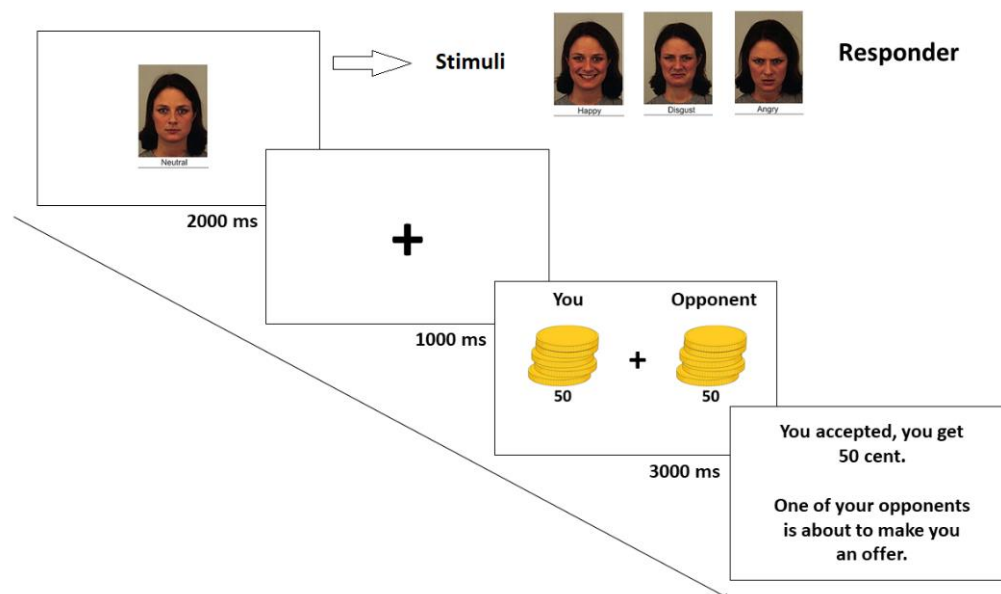 Stimuli
Responder
Happy
Disgust
Angry
Neutral
2000 ms
+
1000 ms
You
Opponent
+
50
50
3000 ms
You accepted, you get
50 cent.
One of your opponents
is about to make you
an offer.